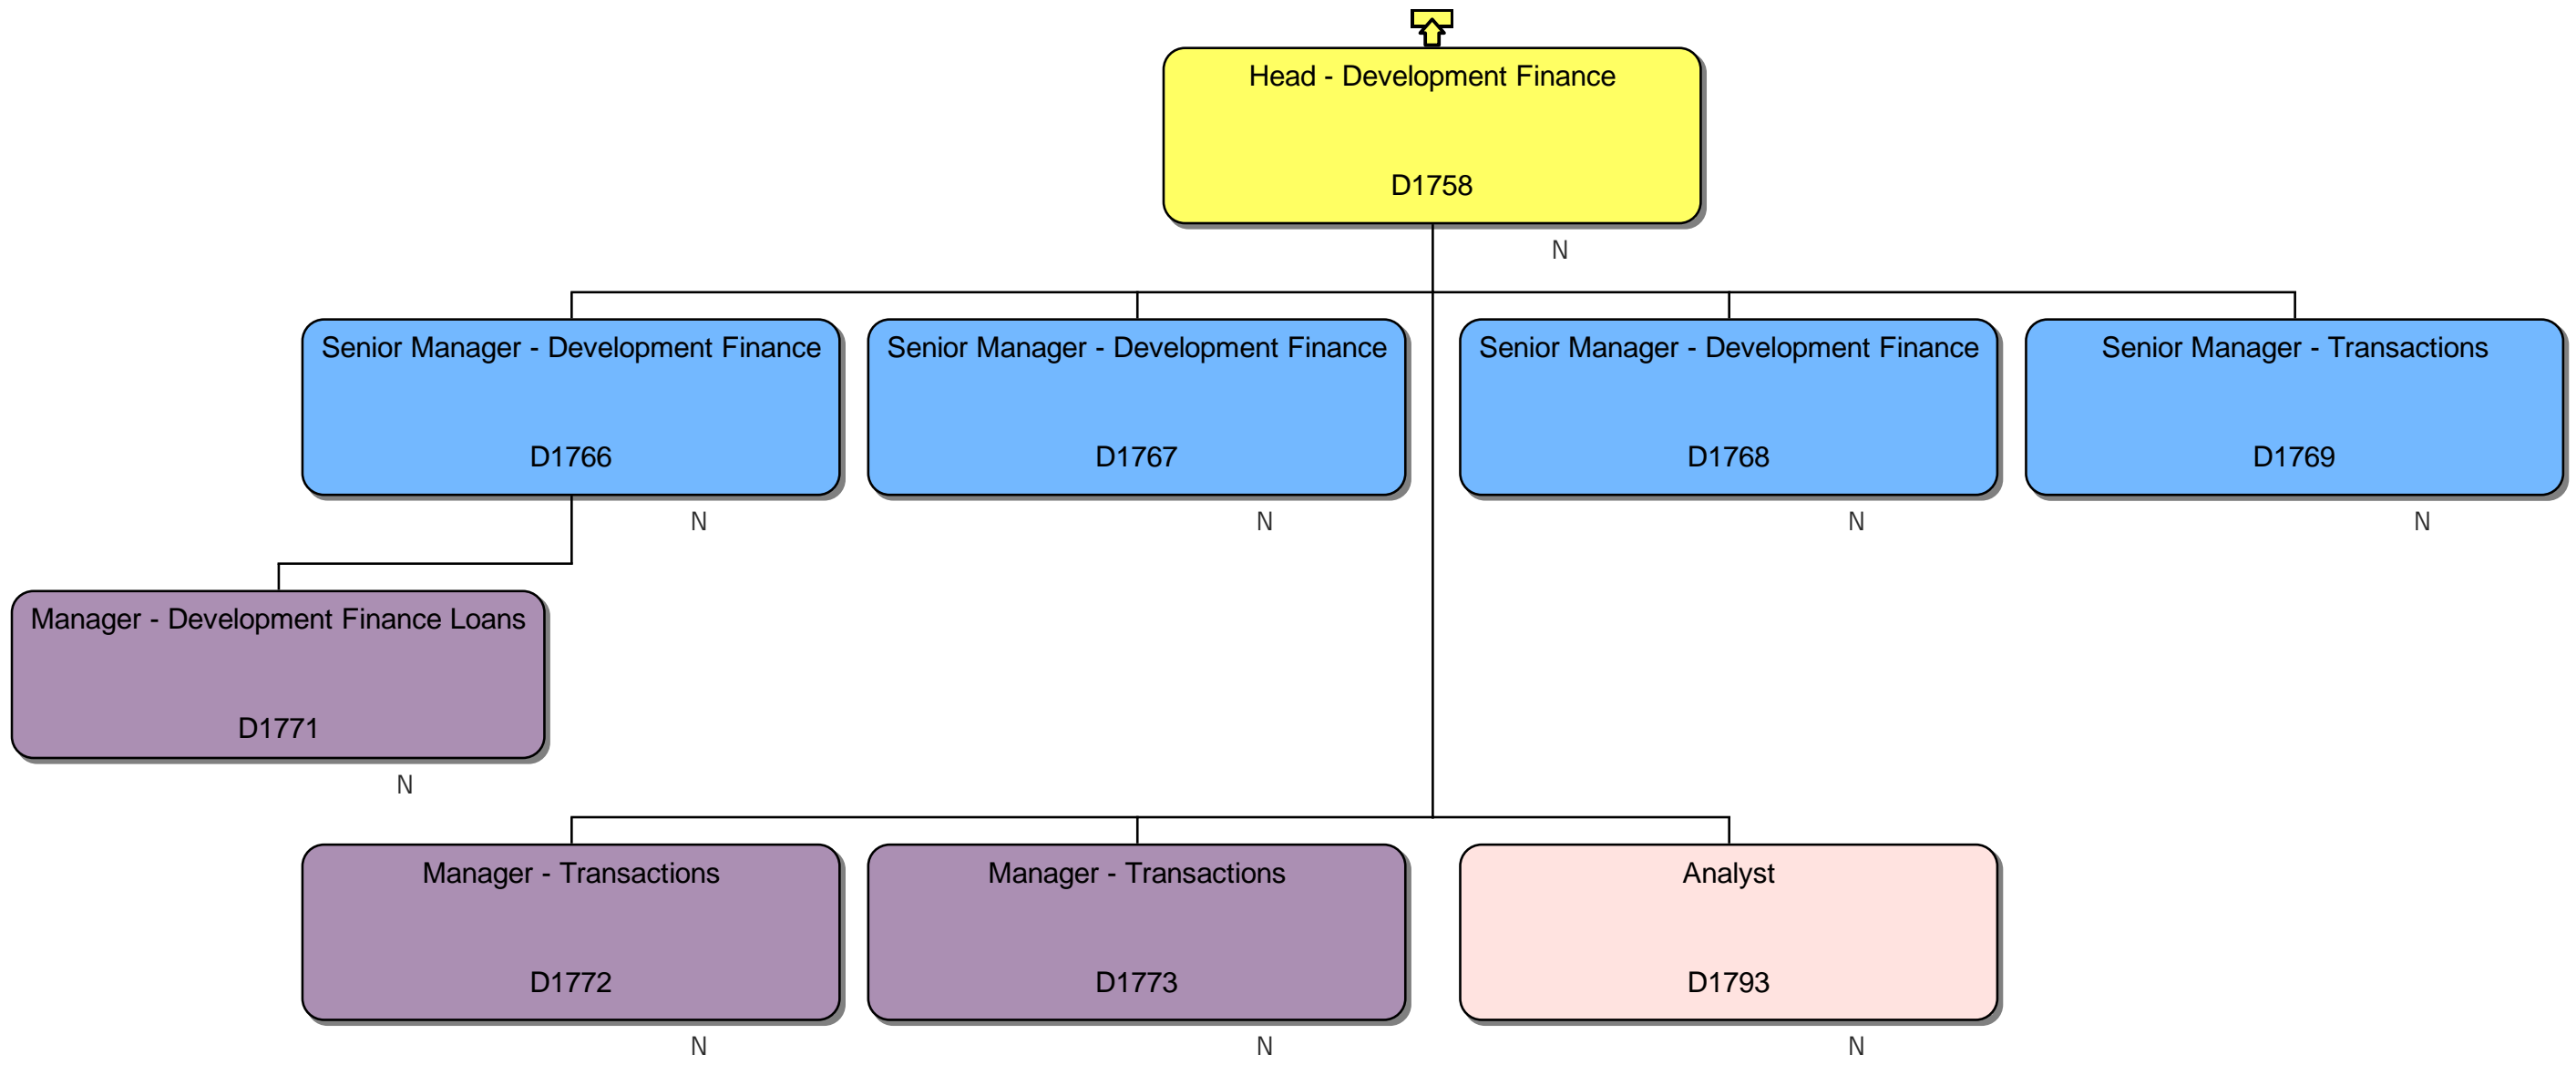 Head - Development Finance
D1758
N
Senior Manager - Development Finance
D1766
N
Senior Manager - Development Finance
D1767
N
Senior Manager - Development Finance
D1768
N
Senior Manager - Transactions
D1769
N
Manager - Development Finance Loans
D1771
N
Manager - Transactions
D1772
N
Manager - Transactions
D1773
N
Analyst
D1793
N